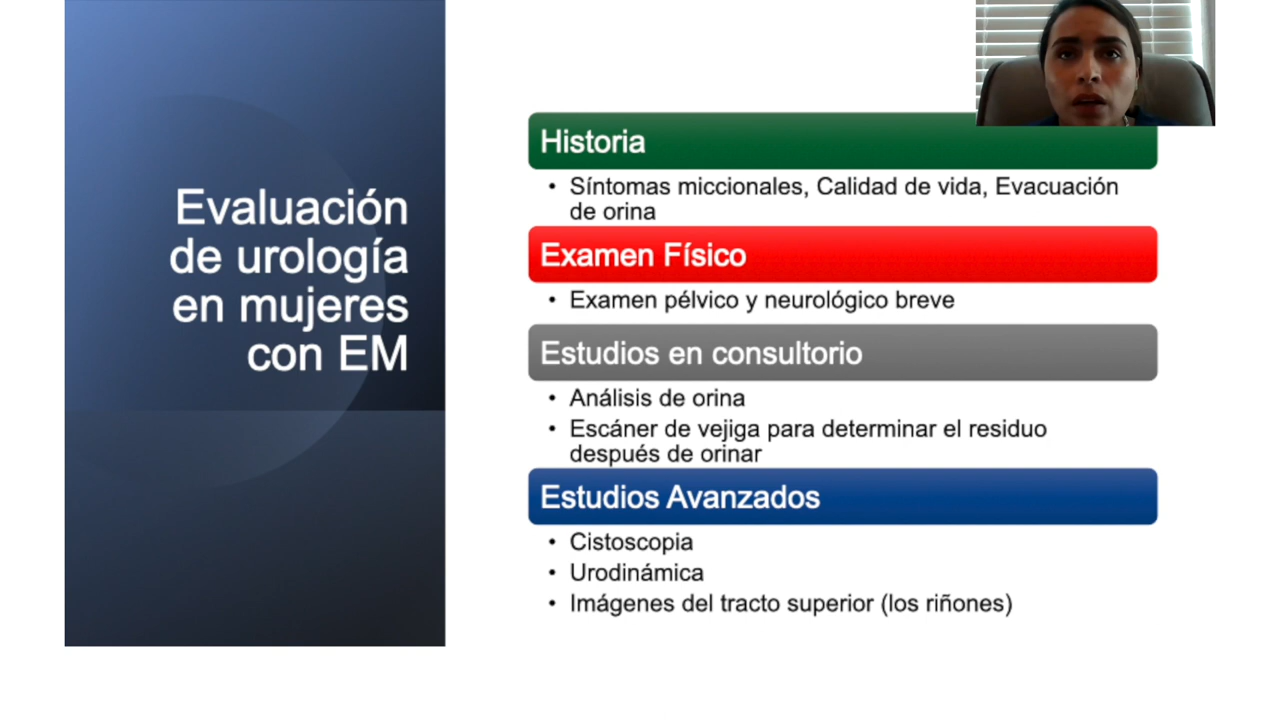 Evaluación
de urología
en mujeres
con EM
Historia
• Síntomas miccionales, Calidad de vida, Evacuación
de orina
Examen Físico
• Examen pélvico y neurológico breve
Estudios en consultorio
• Análisis de orina
• Escáner de vejiga para determinar el residuo
después de orinar
Estudios Avanzados
• Cistoscopia
• Urodinámica
• Imágenes del tracto superior (los riñones)